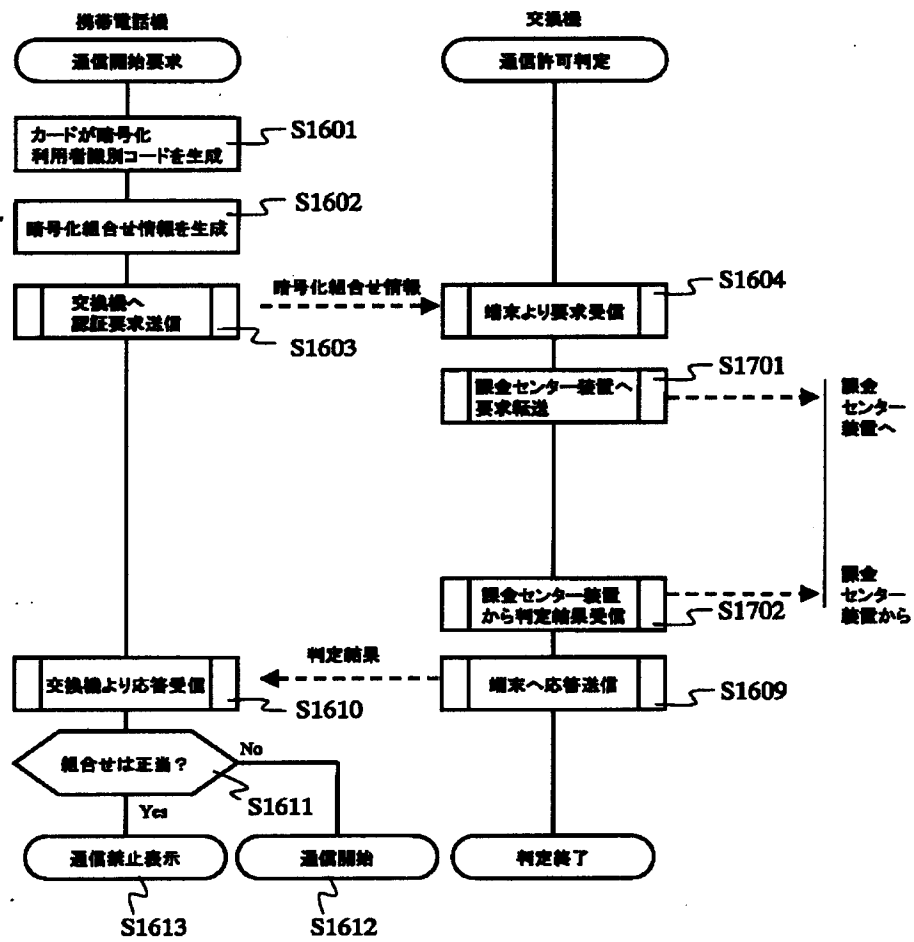 携帯電話機
交換機
通信開始要求
通信許可判定
カードが暗号化
利用者識別コードを生成
S1601
暗号化組合せ情報を生成
S1602
交換機へ
認証要求送信
S1603
暗号化組合せ情報
端末より要求受信
S1604
課金センター装置へ
要求転送
S1701
課金
センター
装置へ
課金センター装置
から判定結果受信
S1702
課金
センター
装置から
判定結果
交換機より応答受信
S1610
端末へ応答送信
S1609
組合せは正当？
No
S1611
Yes
通信禁止表示
通信開始
判定終了
S1613
S1612